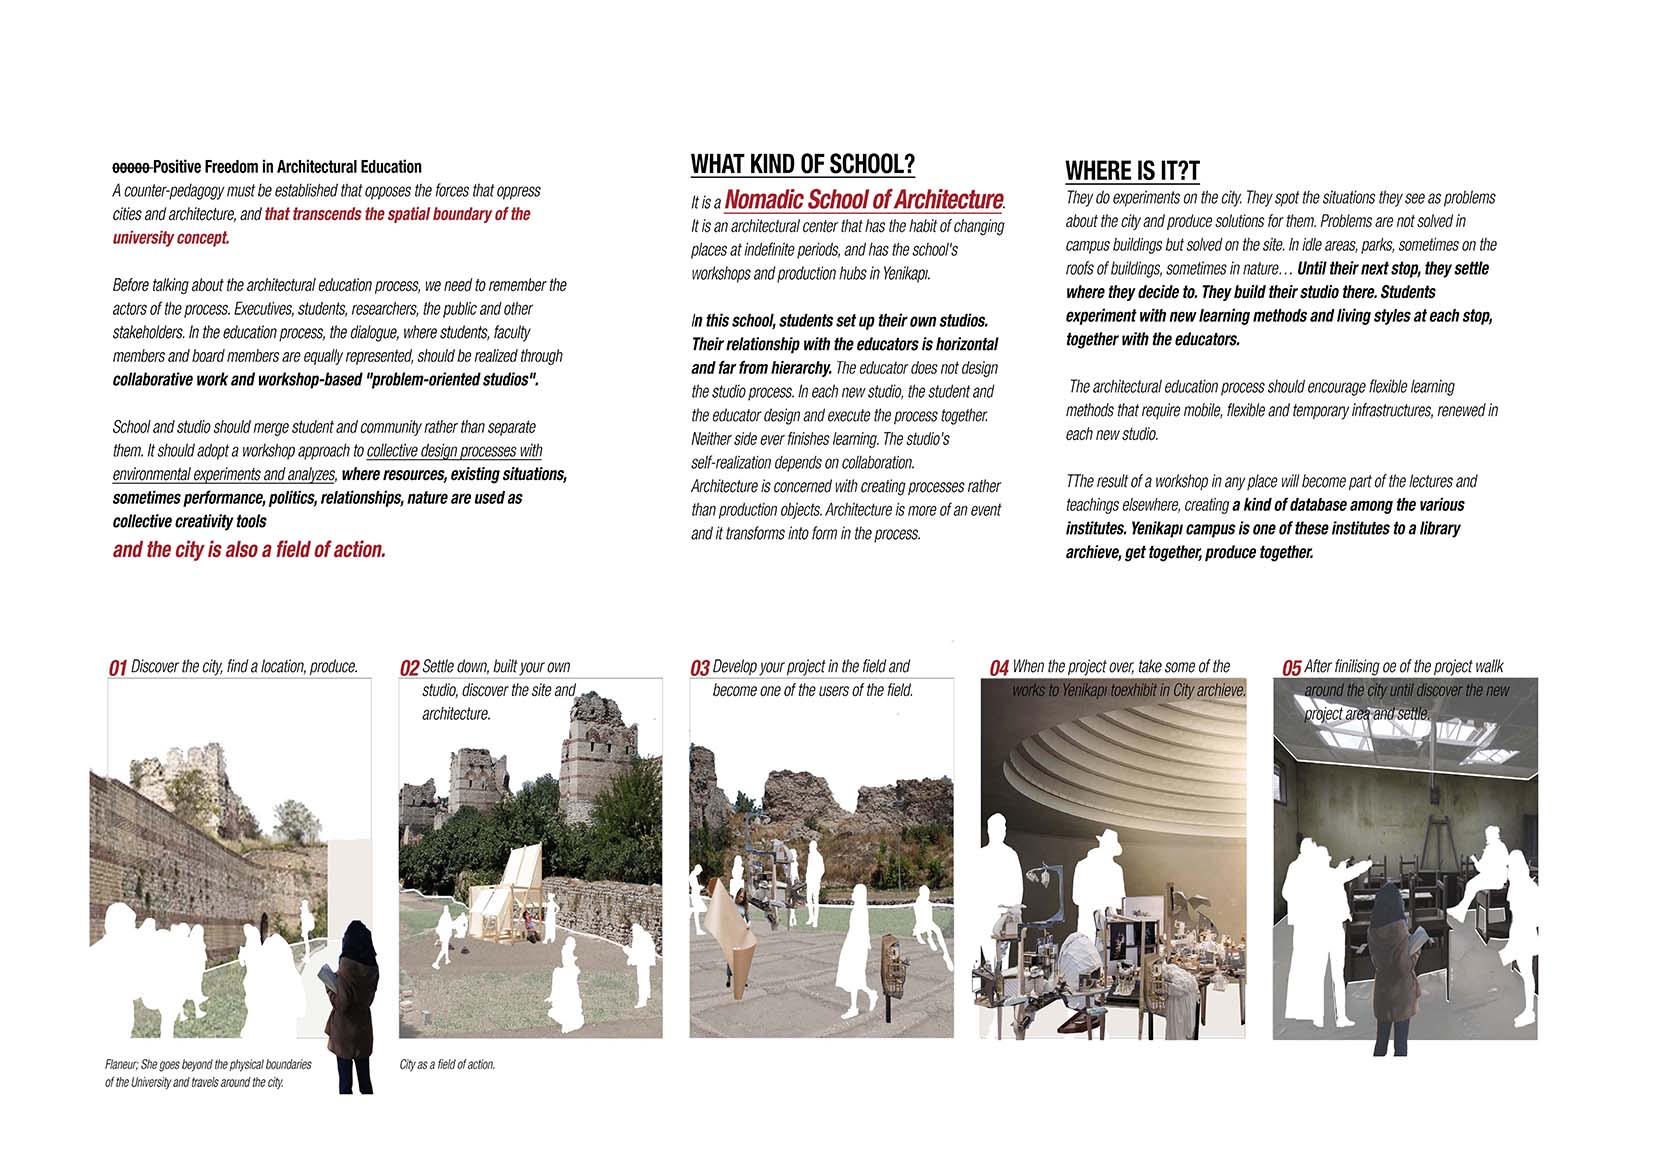 ooooo Positive Freedom in Architectural Education
A counter-pedagogy must be established that opposes the forces that oppress
cities and architecture, and that transcends the spatial boundary of the
university concept.
Before talking about the architectural education process, we need to remember the
actors of the process. Executives, students, researchers, the public and other
stakeholders. In the education process, the dialogue, where students, faculty
members and board members are equally represented, should be realized through
collaborative work and workshop-based "problem-oriented studios".
School and studio should merge student and community rather than separate
them. It should adopt a workshop approach to collective design processes with
environmental experiments and analyzes, where resources, existing situations,
sometimes performance, politics, relationships, nature are used as
collective creativity tools
and the city is also a field of action.
WHAT KIND OF SCHOOL?
It is a Nomadic School of Architecture.
It is an architectural center that has the habit of changing
places at indefinite periods, and has the school's
workshops and production hubs in Yenikapı.
In this school, students set up their own studios.
Their relationship with the educators is horizontal
and far from hierarchy. The educator does not design
the studio process. In each new studio, the student and
the educator design and execute the process together.
Neither side ever finishes learning. The studio's
self-realization depends on collaboration.
Architecture is concerned with creating processes rather
than production objects. Architecture is more of an event
and it transforms into form in the process.
WHERE IS IT?T
They do experiments on the city. They spot the situations they see as problems
about the city and produce solutions for them. Problems are not solved in
campus buildings but solved on the site. In idle areas, parks, sometimes on the
roofs of buildings, sometimes in nature… Until their next stop, they settle
where they decide to. They build their studio there. Students
experiment with new learning methods and living styles at each stop,
together with the educators.
The architectural education process should encourage flexible learning
methods that require mobile, flexible and temporary infrastructures, renewed in
each new studio.
TThe result of a workshop in any place will become part of the lectures and
teachings elsewhere, creating a kind of database among the various
institutes. Yenikapı campus is one of these institutes to a library
archieve, get together, produce together.
01 Discover the city, find a location, produce.
02 Settle down, built your own
studio, discover the site and
architecture.
03 Develop your project in the field and
become one of the users of the field.
04 When the project over, take some of the
works to Yenikapı toexhibit in City archieve.
05 After finilising oe of the project wallk
around the city until discover the new
project area and settle.
Flaneur; She goes beyond the physical boundaries
of the University and travels around the city.
City as a field of action.